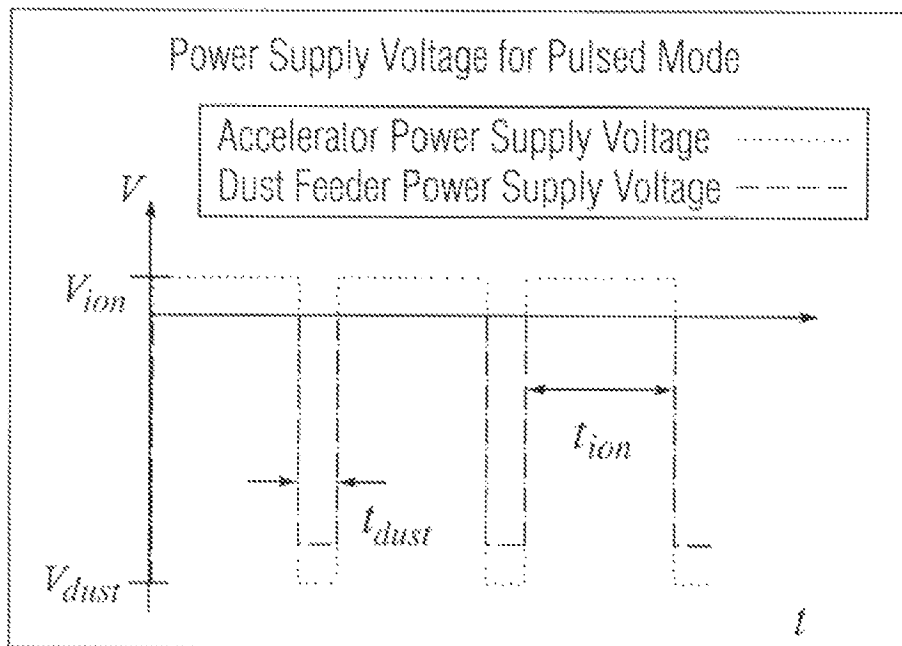 Power Supply Voltage for Pulsed Mode
Accelerator Power Supply Voltage
Dust Feeder Power Supply Voltage
V
V_ion
t_ion
t_dust
V_dust
t